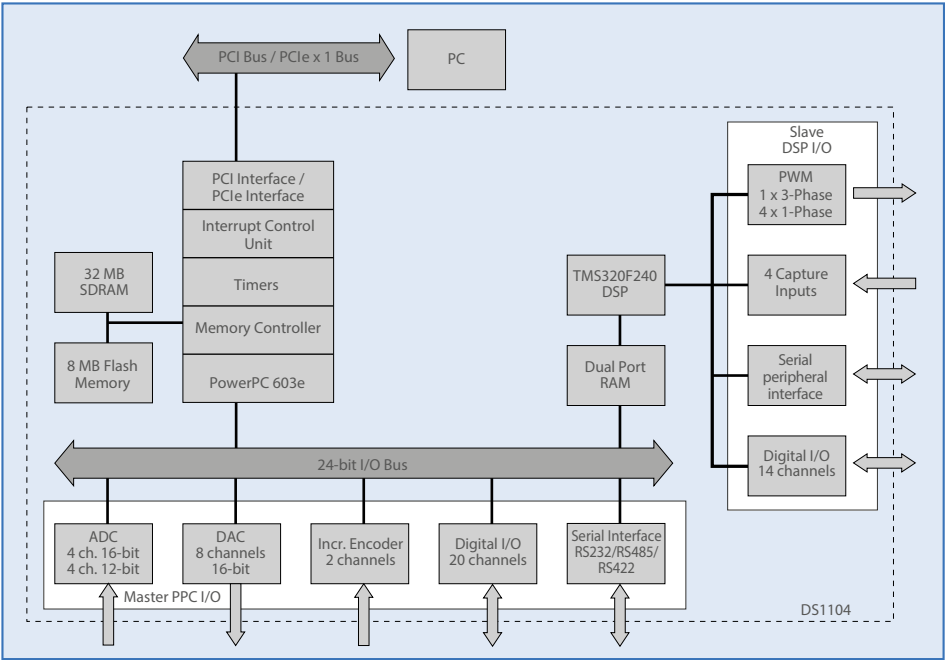 PCI Bus / PCIe x 1 Bus
PC
Slave
DSP I/O
PWM
1 x 3-Phase
4 x 1-Phase
PCI Interface /
PCIe Interface
Interrupt Control
Unit
Timers
Memory Controller
PowerPC 603e
32 MB
SDRAM
8 MB Flash
Memory
TMS320F240
DSP
Dual Port
RAM
4 Capture
Inputs
Serial
peripheral
interface
Digital I/O
14 channels
24-bit I/O Bus
ADC
4 ch. 16-bit
4 ch. 12-bit
DAC
8 channels
16-bit
Incr. Encoder
2 channels
Digital I/O
20 channels
Serial Interface
RS232/RS485/
RS422
Master PPC I/O
DS1104